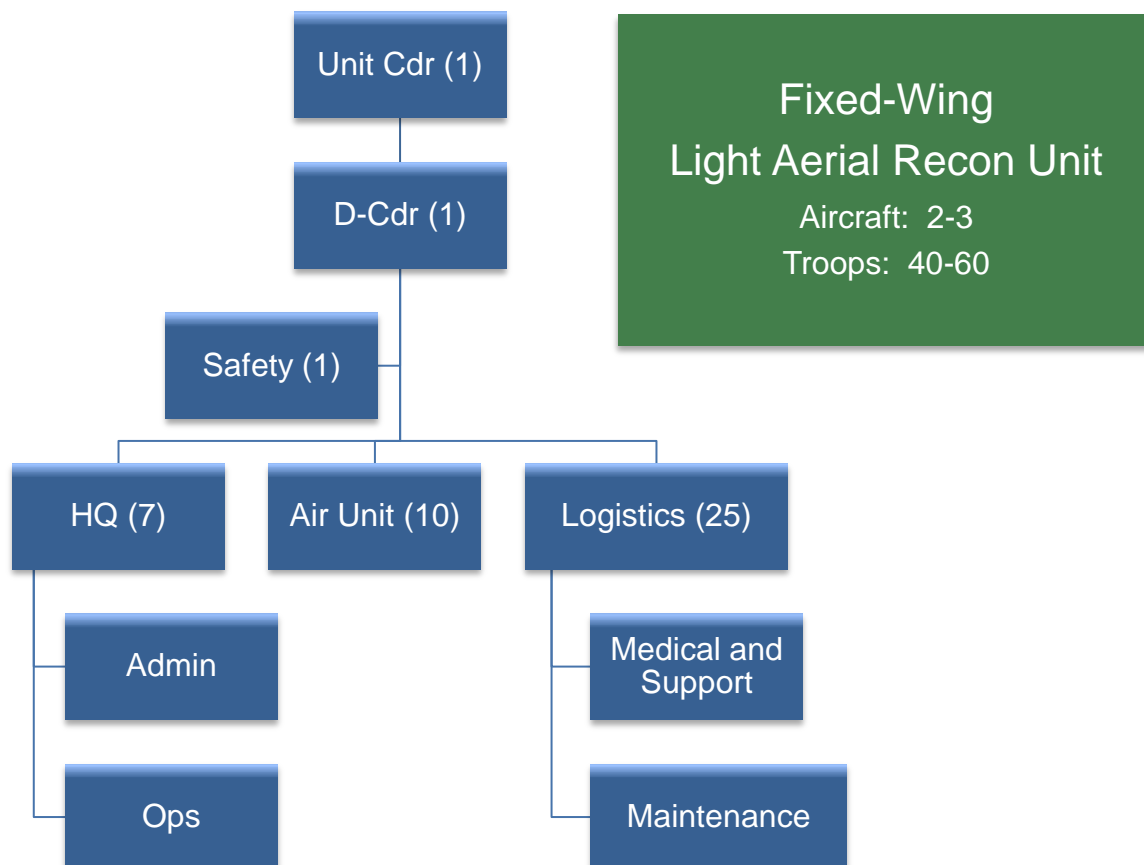 Unit Cdr (1)
Fixed-Wing
Light Aerial Recon Unit
Aircraft:  2-3
Troops:  40-60
D-Cdr (1)
Safety (1)
HQ (7)
Air Unit (10)
Logistics (25)
Admin
Medical and
Support
Ops
Maintenance